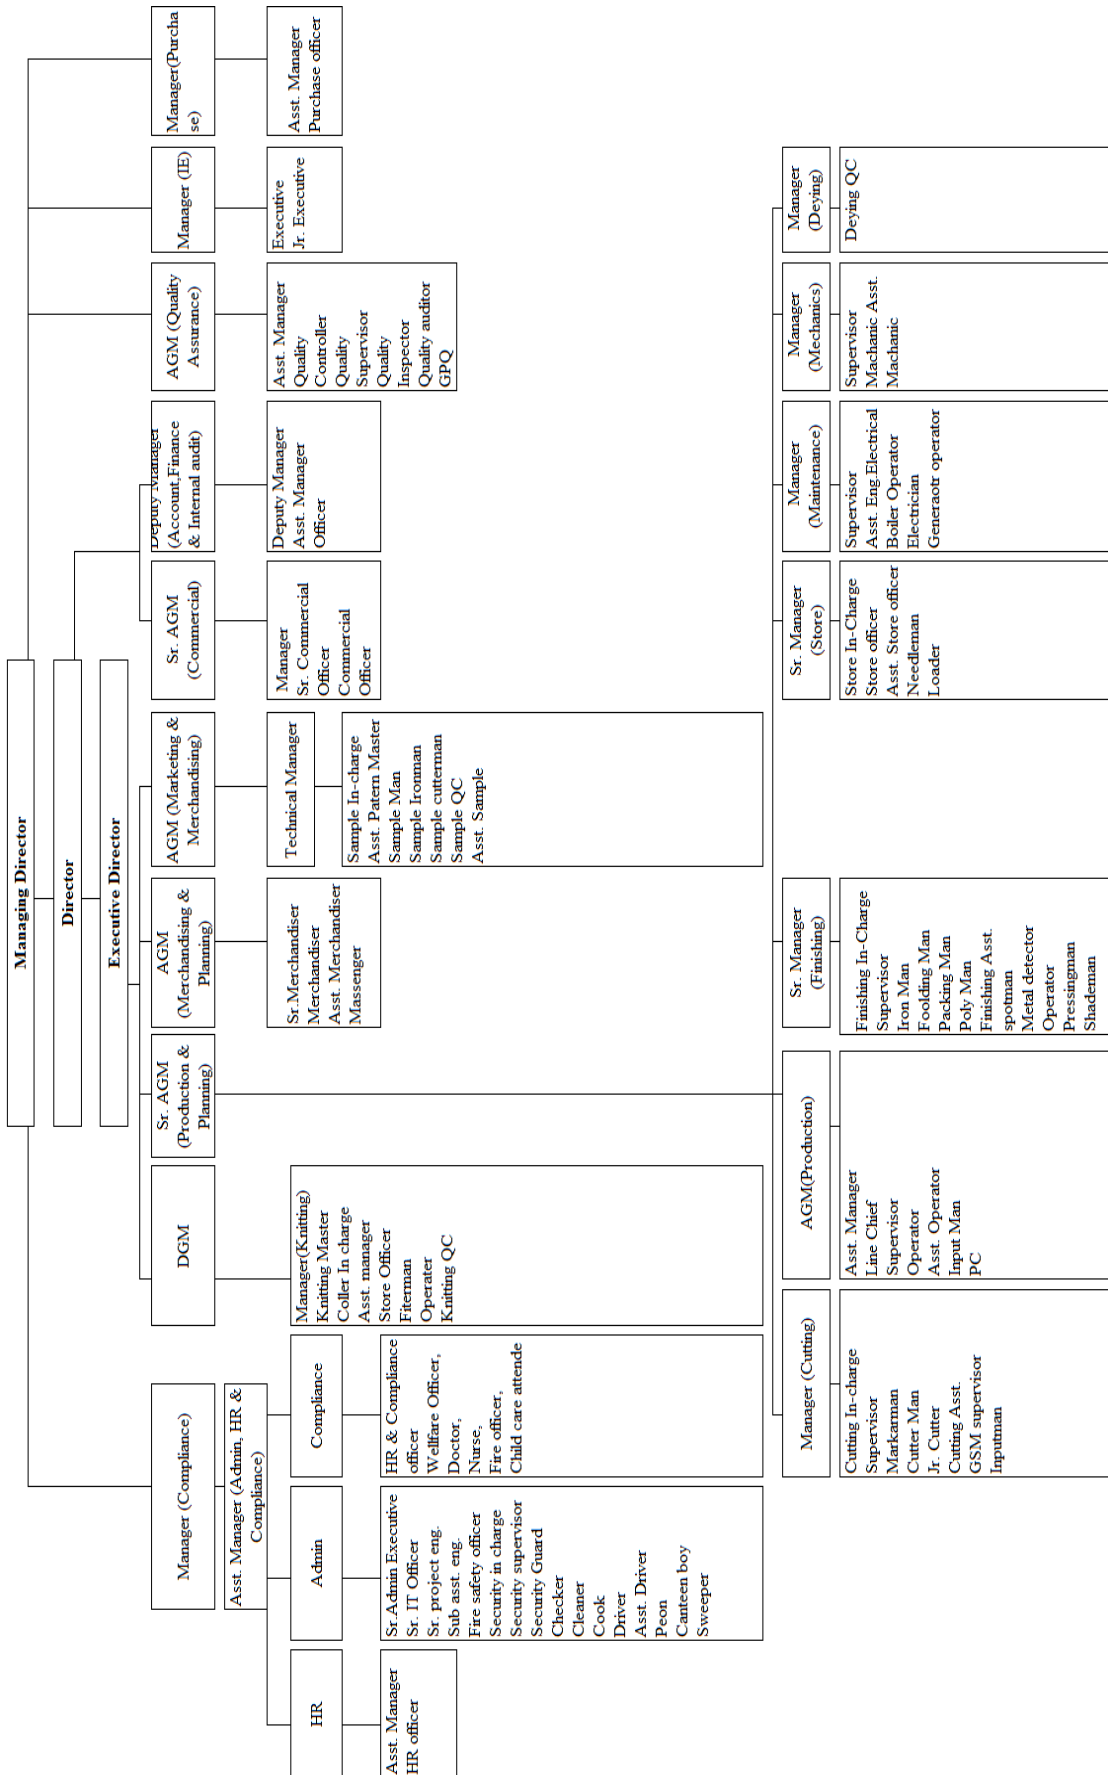 Managing Director
Director
Executive Director
Manager (Compliance)
DGM
Sr. AGM
(Production &
Planning)
AGM
(Merchandising &
Planning)
AGM (Marketing &
Merchandising)
Sr. AGM
(Commercial)
Deputy Manager
(Account,Finance
& Internal audit)
AGM (Quality
Assurance)
Manager (IE)
Manager(Purcha
se)
Asst. Manager (Admin, HR &
Compliance)
HR
Admin
Compliance
Asst. Manager
HR officer
Sr.Admin Executive
Sr. IT Officer
Sr. project eng.
Sub asst. eng.
Fire safety officer
Security in charge
Security supervisor
Security Guard
Checker
Cleaner
Cook
Driver
Asst. Driver
Peon
Canteen boy
Sweeper
HR & Compliance
officer
Wellfare Officer,
Doctor,
Nurse,
Fire officer,
Child care attende
Manager(Knitting)
Knitting Master
Coller In charge
Asst. manager
Store Officer
Fiterman
Operater
Knitting QC
Sr.Merchandiser
Merchandiser
Asst. Merchandiser
Massenger
Technical Manager
Sample In-charge
Asst. Patern Master
Sample Man
Sample Ironman
Sample cutterman
Sample QC
Asst. Sample
Manager
Sr. Commercial
Officer
Commercial
Officer
Deputy Manager
Asst. Manager
Officer
Asst. Manager
Quality
Controller
Quality
Supervisor
Quality
Inspector
Quality auditor
GPQ
Executive
Jr. Executive
Asst. Manager
Purchase officer
Manager (Cutting)
AGM(Production)
Sr. Manager
(Finishing)
Sr. Manager
(Store)
Manager
(Maintenance)
Manager
(Mechanics)
Manager
(Deying)
Cutting In-charge
Supervisor
Markarman
Cutter Man
Jr. Cutter
Cutting Asst.
GSM supervisor
Inputman
Asst. Manager
Line Chief
Supervisor
Operator
Asst. Operator
Input Man
PC
Finishing In-Charge
Supervisor
Iron Man
Foolding Man
Packing Man
Poly Man
Finishing Asst.
spotman
Metal detector
Operator
Pressingman
Shademan
Store In-Charge
Store officer
Asst. Store officer
Needleman
Loader
Supervisor
Asst. Eng.Electrical
Boiler Operator
Electrician
Generaotr operator
Supervisor
Machanic Asst.
Machanic
Deying QC